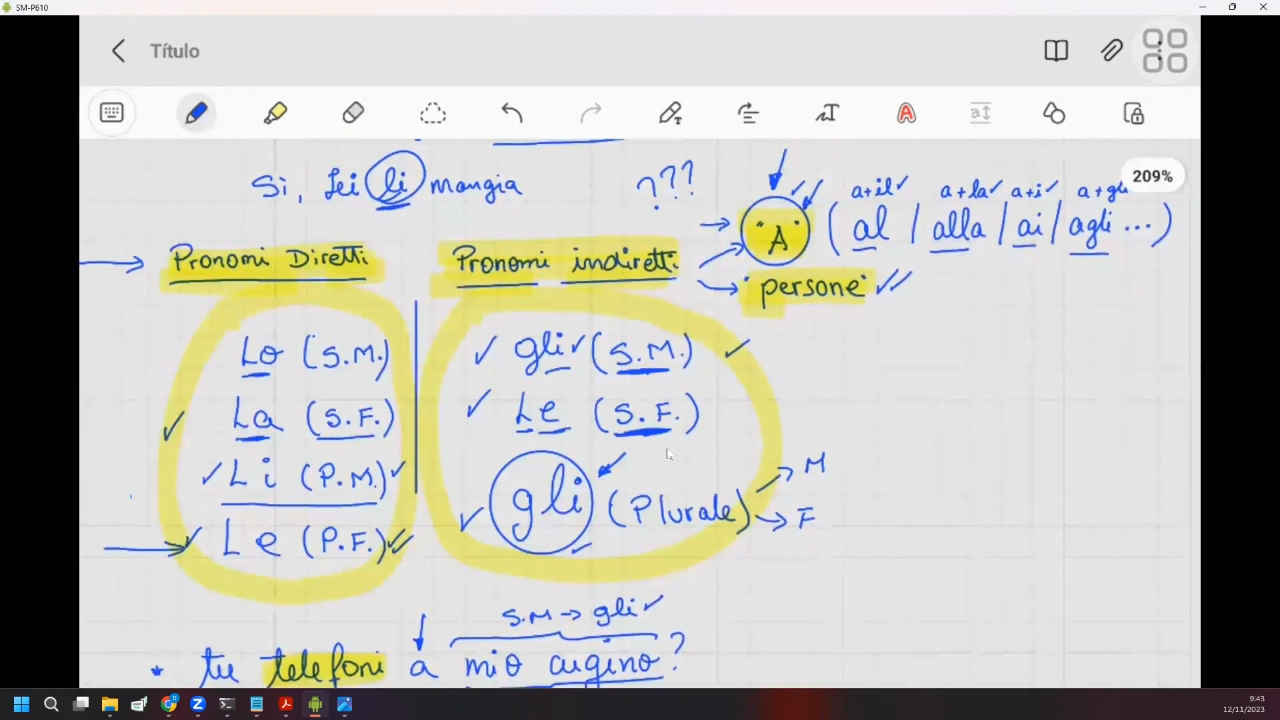 SM-P610
Título
209%
Si, Lei li mangia
???
a+il a+la a+i a+gli
"A" (al / alla / ai / agli ...)
Pronomi Diretti
Pronomi indiretti
"persone"
Lo (S.M.)
gli (S.M.)
La (S.F.)
Le (S.F.)
Li (P.M.)
gli (Plurale)
M
F
Le (P.F.)
S.M → gli
* tu telefoni a mio cugino?
9:43
12/11/2023